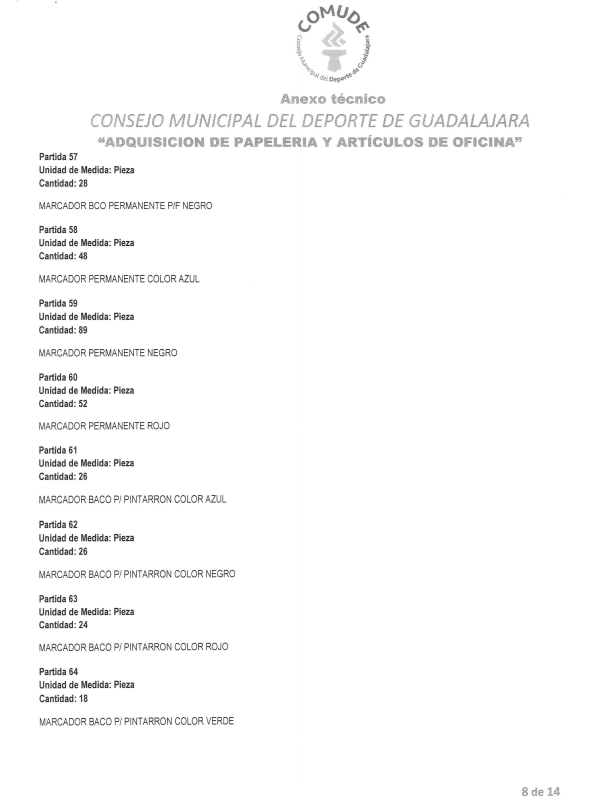 COMUDE
Consejo Municipal del Deporte de Guadalajara
Anexo técnico
CONSEJO MUNICIPAL DEL DEPORTE DE GUADALAJARA
“ADQUISICION DE PAPELERIA Y ARTÍCULOS DE OFICINA”
Partida 57
Unidad de Medida: Pieza
Cantidad: 28
MARCADOR BCO PERMANENTE P/F NEGRO
Partida 58
Unidad de Medida: Pieza
Cantidad: 48
MARCADOR PERMANENTE COLOR AZUL
Partida 59
Unidad de Medida: Pieza
Cantidad: 89
MARCADOR PERMANENTE NEGRO
Partida 60
Unidad de Medida: Pieza
Cantidad: 52
MARCADOR PERMANENTE ROJO
Partida 61
Unidad de Medida: Pieza
Cantidad: 26
MARCADOR BACO P/ PINTARRON COLOR AZUL
Partida 62
Unidad de Medida: Pieza
Cantidad: 26
MARCADOR BACO P/ PINTARRON COLOR NEGRO
Partida 63
Unidad de Medida: Pieza
Cantidad: 24
MARCADOR BACO P/ PINTARRON COLOR ROJO
Partida 64
Unidad de Medida: Pieza
Cantidad: 18
MARCADOR BACO P/ PINTARRON COLOR VERDE
8 de 14